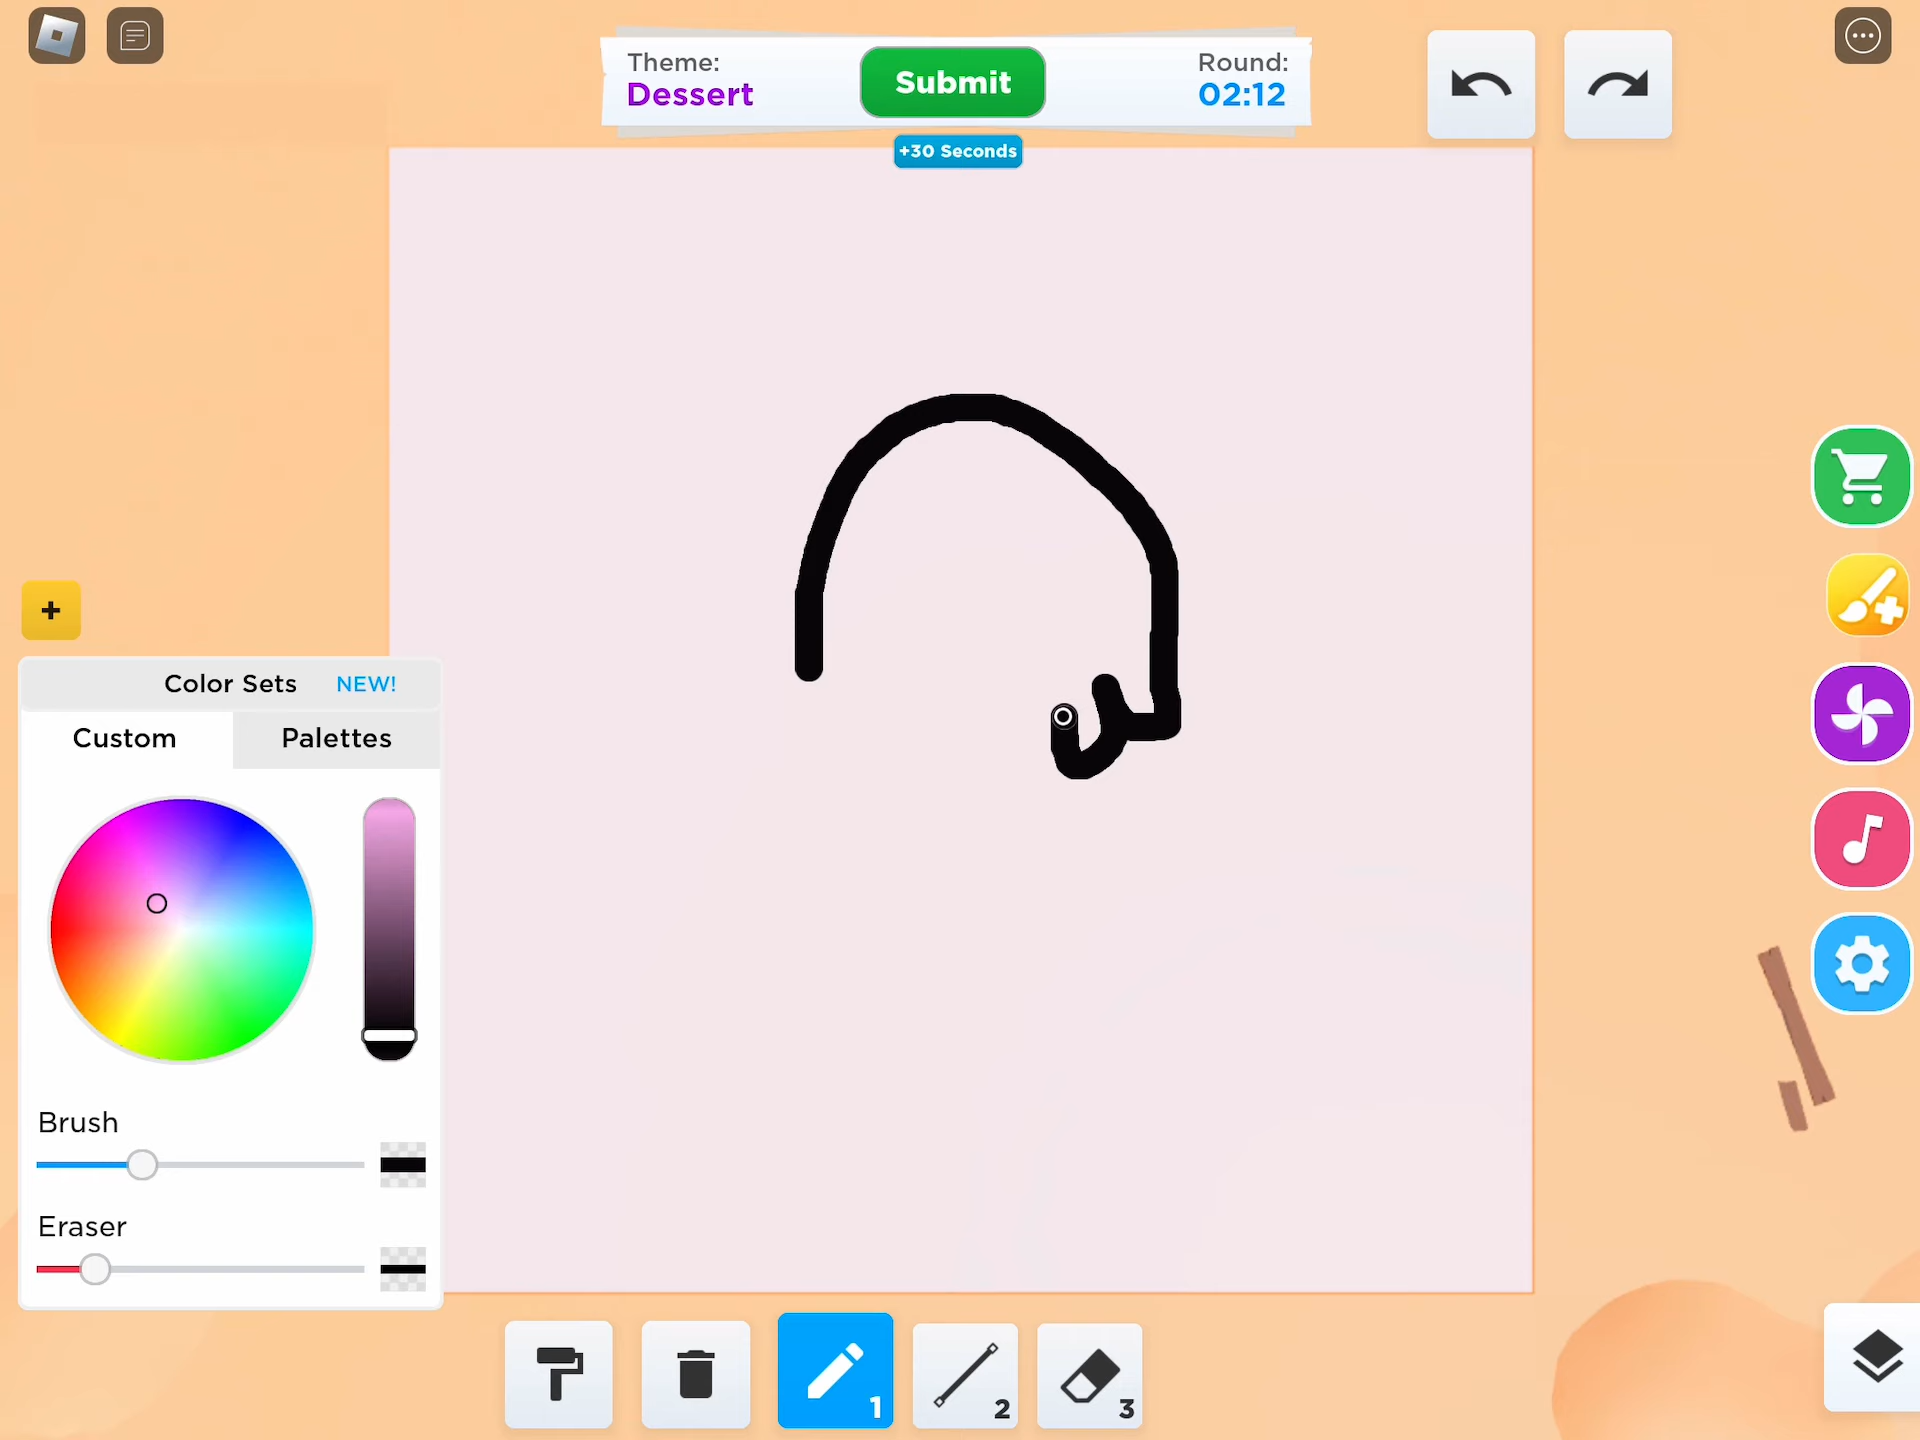 Theme:
Dessert
Submit
Round:
02:12
+30 Seconds
+
Color Sets NEW!
Custom Palettes
Brush
Eraser
1
2
3